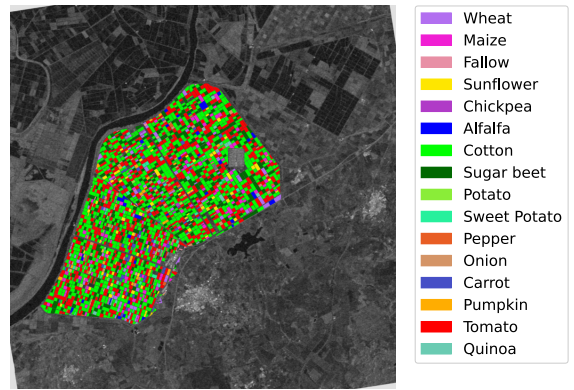 Wheat
Maize
Fallow
Sunflower
Chickpea
Alfalfa
Cotton
Sugar beet
Potato
Sweet Potato
Pepper
Onion
Carrot
Pumpkin
Tomato
Quinoa